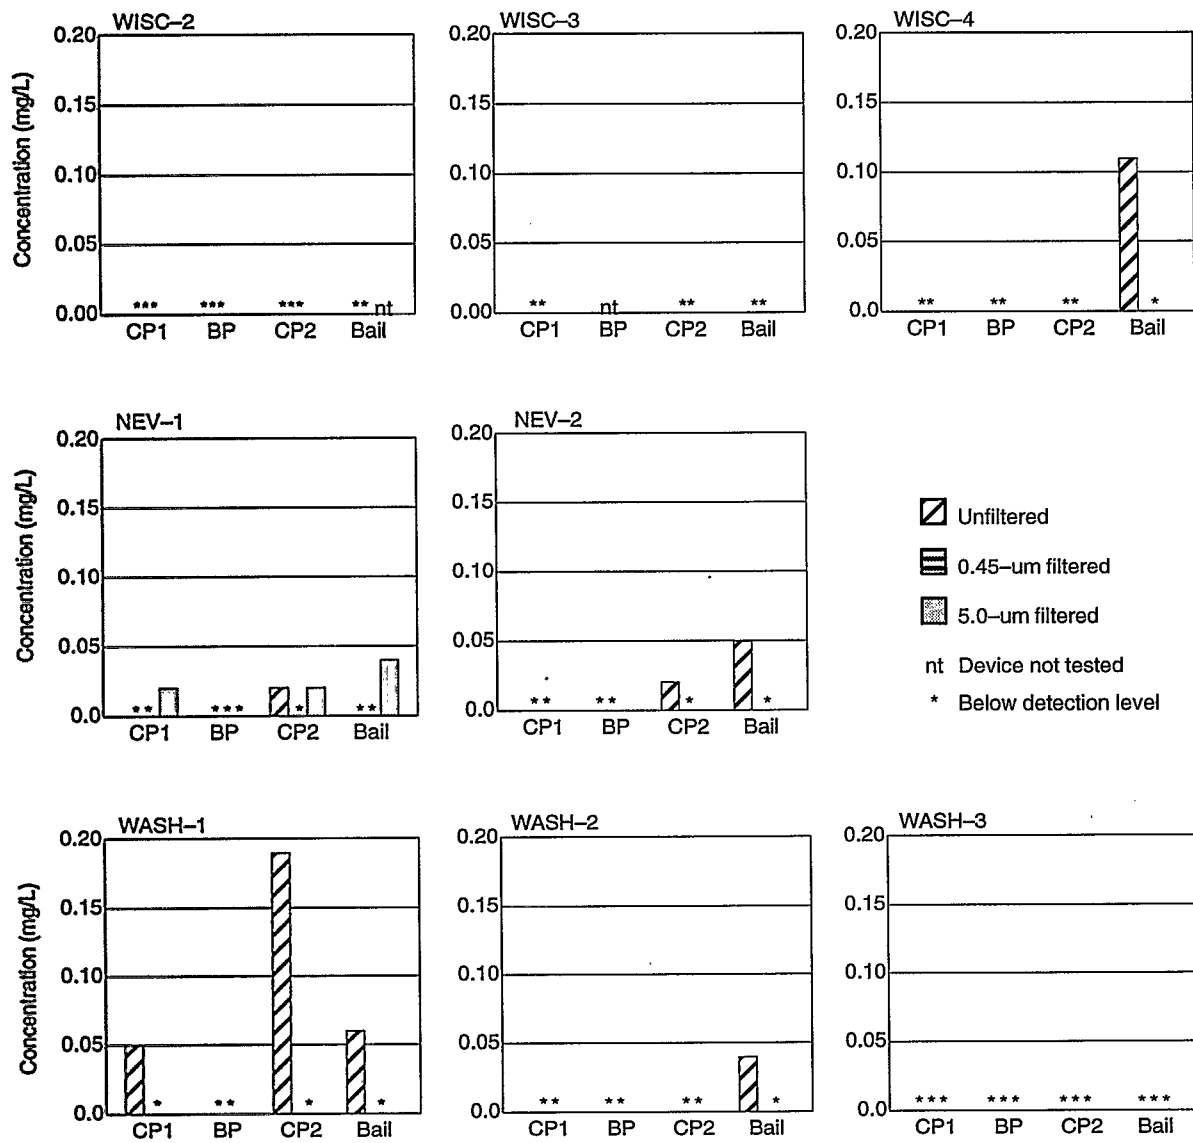 WISC–2
Concentration (mg/L)
0.20
0.15
0.10
0.05
0.00
*** *** *** ** nt
CP1 BP CP2 Bail
WISC–3
0.20
0.15
0.10
0.05
0.00
** nt ** **
CP1 BP CP2 Bail
WISC–4
0.20
0.15
0.10
0.05
0.00
** ** ** *
CP1 BP CP2 Bail
NEV–1
Concentration (mg/L)
0.20
0.15
0.10
0.05
0.0
** *** * **
CP1 BP CP2 Bail
NEV–2
0.20
0.15
0.10
0.05
0.0
** ** * *
CP1 BP CP2 Bail
Unfiltered
0.45–um filtered
5.0–um filtered
nt Device not tested
* Below detection level
WASH–1
Concentration (mg/L)
0.20
0.15
0.10
0.05
0.0
* ** * *
CP1 BP CP2 Bail
WASH–2
0.20
0.15
0.10
0.05
0.0
** ** ** *
CP1 BP CP2 Bail
WASH–3
0.20
0.15
0.10
0.05
0.0
*** *** *** ***
CP1 BP CP2 Bail